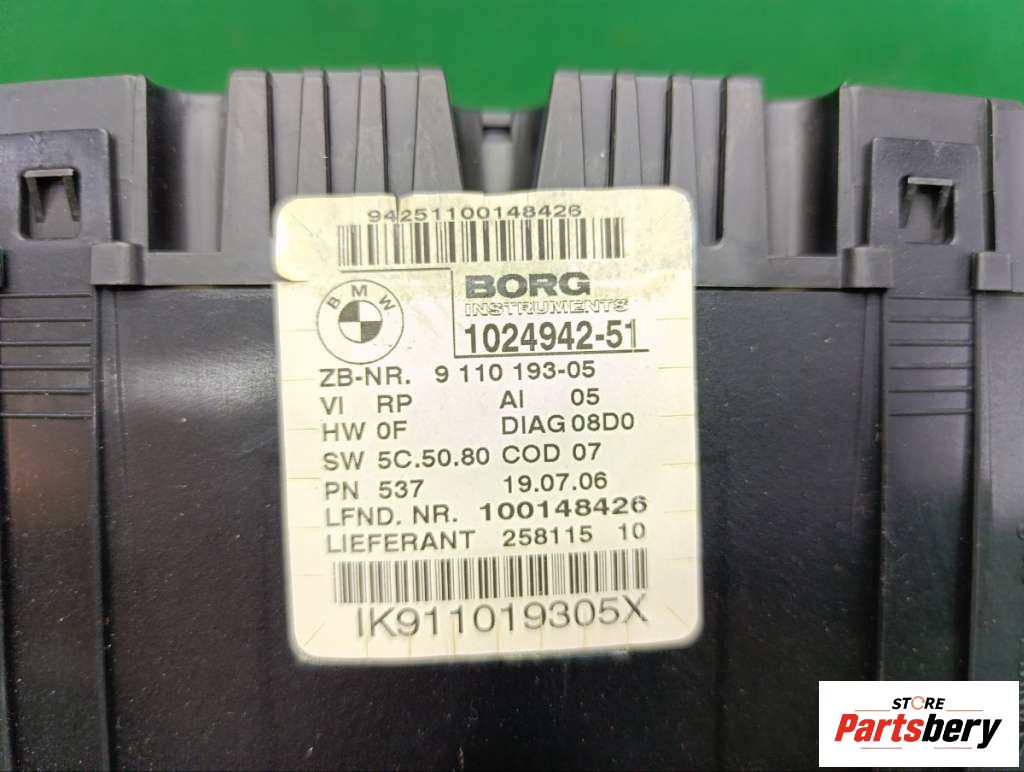 94251100148426
BMW
BORG
INSTRUMENTS
1024942-51
ZB-NR. 9 110 193-05
VI RP AI 05
HW 0F DIAG 08D0
SW 5C.50.80 COD 07
PN 537 19.07.06
LFND. NR. 100148426
LIEFERANT 258115 10
IK911019305X
STORE
Partsbery